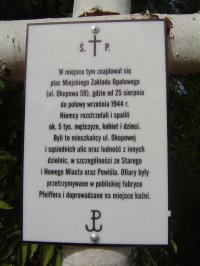 Ś. P.
W miejscu tym znajdował się
plac Miejskiego Zakładu Opałowego
(ul. Okopowa 59), gdzie od 25 sierpnia
do połowy września 1944 r.
Niemcy rozstrzelali i spalili
ok. 5 tys. mężczyzn, kobiet i dzieci.
Byli to mieszkańcy ul. Okopowej
i sąsiednich ulic oraz ludność z innych
dzielnic, w szczególności ze Starego
i Nowego Miasta oraz Powiśla. Ofiary były
przetrzymywane w pobliskiej fabryce
Pfeiffera i doprowadzane na miejsce kaźni.